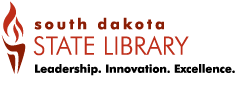 south dakota
STATE LIBRARY
Leadership. Innovation. Excellence.